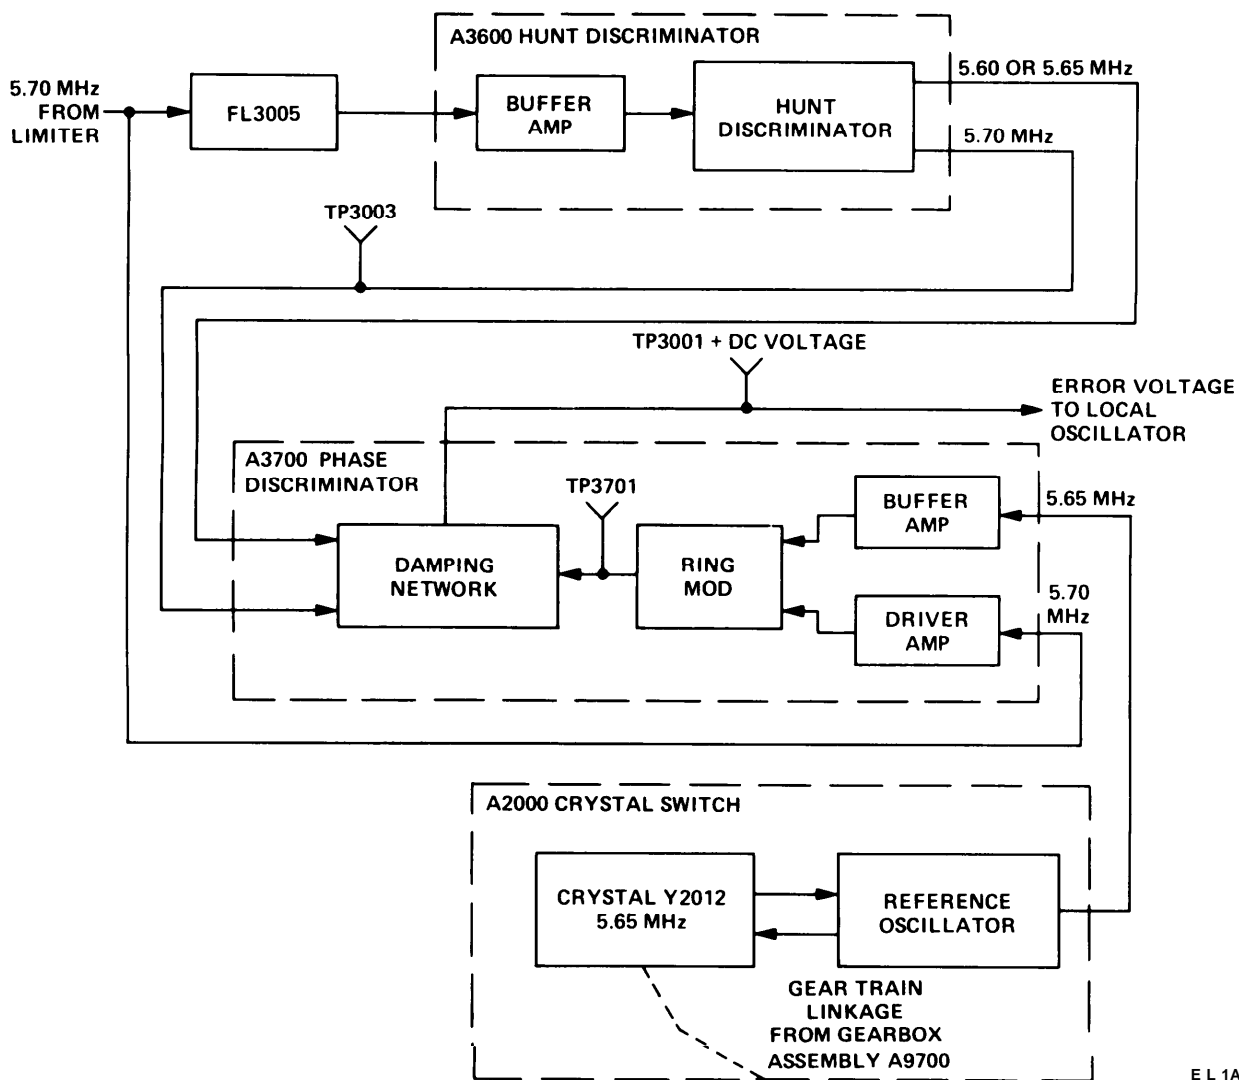 A3600 HUNT DISCRIMINATOR
5.70 MHz
FROM
LIMITER
FL3005
BUFFER
AMP
HUNT
DISCRIMINATOR
5.60 OR 5.65 MHz
5.70 MHz
TP3003
TP3001 + DC VOLTAGE
ERROR VOLTAGE
TO LOCAL
OSCILLATOR
A3700 PHASE
DISCRIMINATOR
TP3701
DAMPING
NETWORK
RING
MOD
BUFFER
AMP
5.65 MHz
5.70
MHz
DRIVER
AMP
A2000 CRYSTAL SWITCH
CRYSTAL Y2012
5.65 MHz
REFERENCE
OSCILLATOR
GEAR TRAIN
LINKAGE
FROM GEARBOX
ASSEMBLY A9700
E L 1A